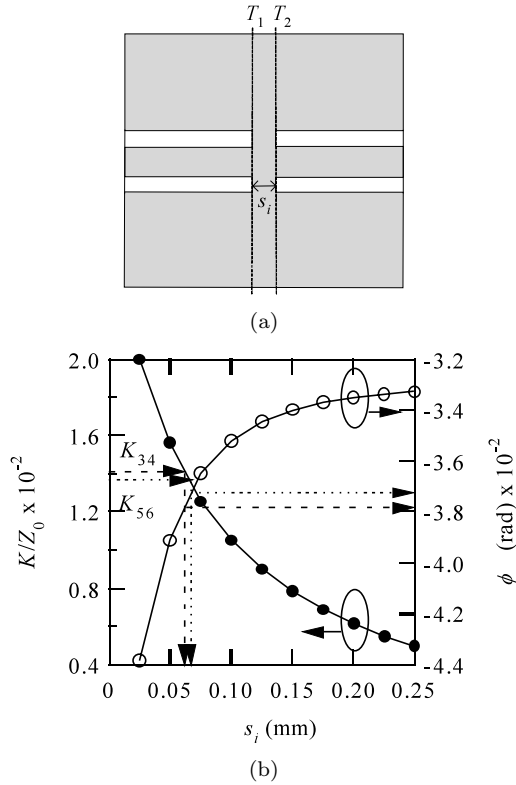 T1 T2
si
(a)
2.0
1.6
1.2
0.8
0.4
K/Z0 x 10-2
K34
K56
-3.2
-3.4
-3.6
-3.8
-4.0
-4.2
-4.4
ϕ (rad) x 10-2
0 0.05 0.10 0.15 0.20 0.25
si (mm)
(b)